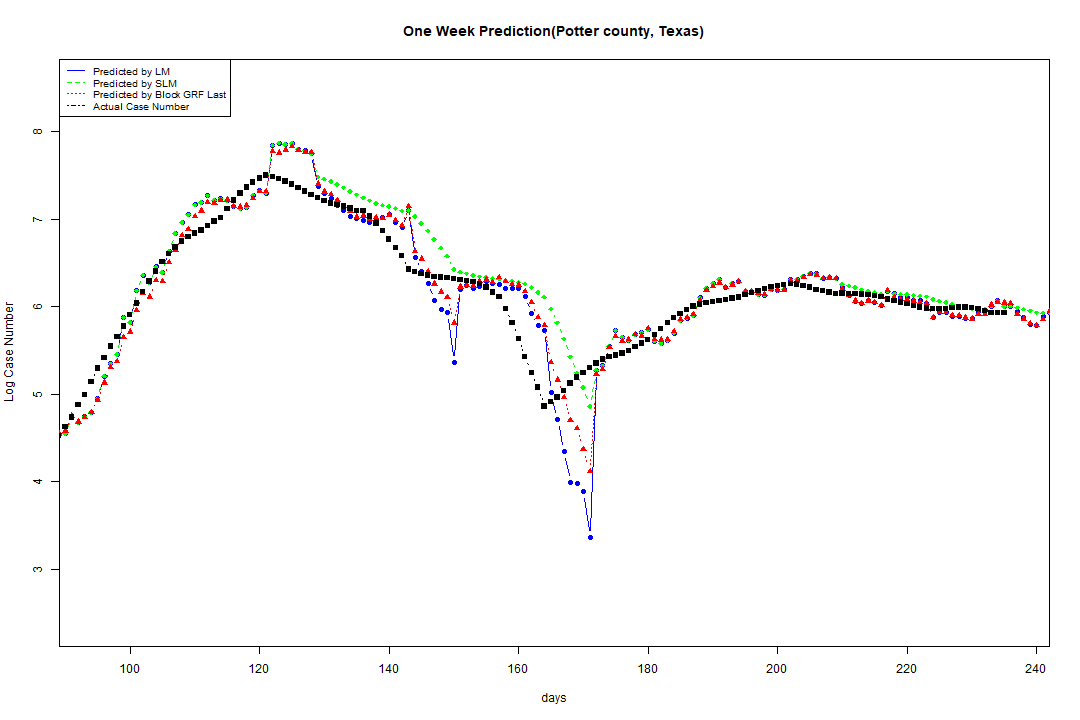 One Week Prediction(Potter county, Texas)
Predicted by LM
Predicted by SLM
Predicted by Block GRF Last
Actual Case Number
8
7
6
5
4
3
Log Case Number
100 120 140 160 180 200 220 240
days